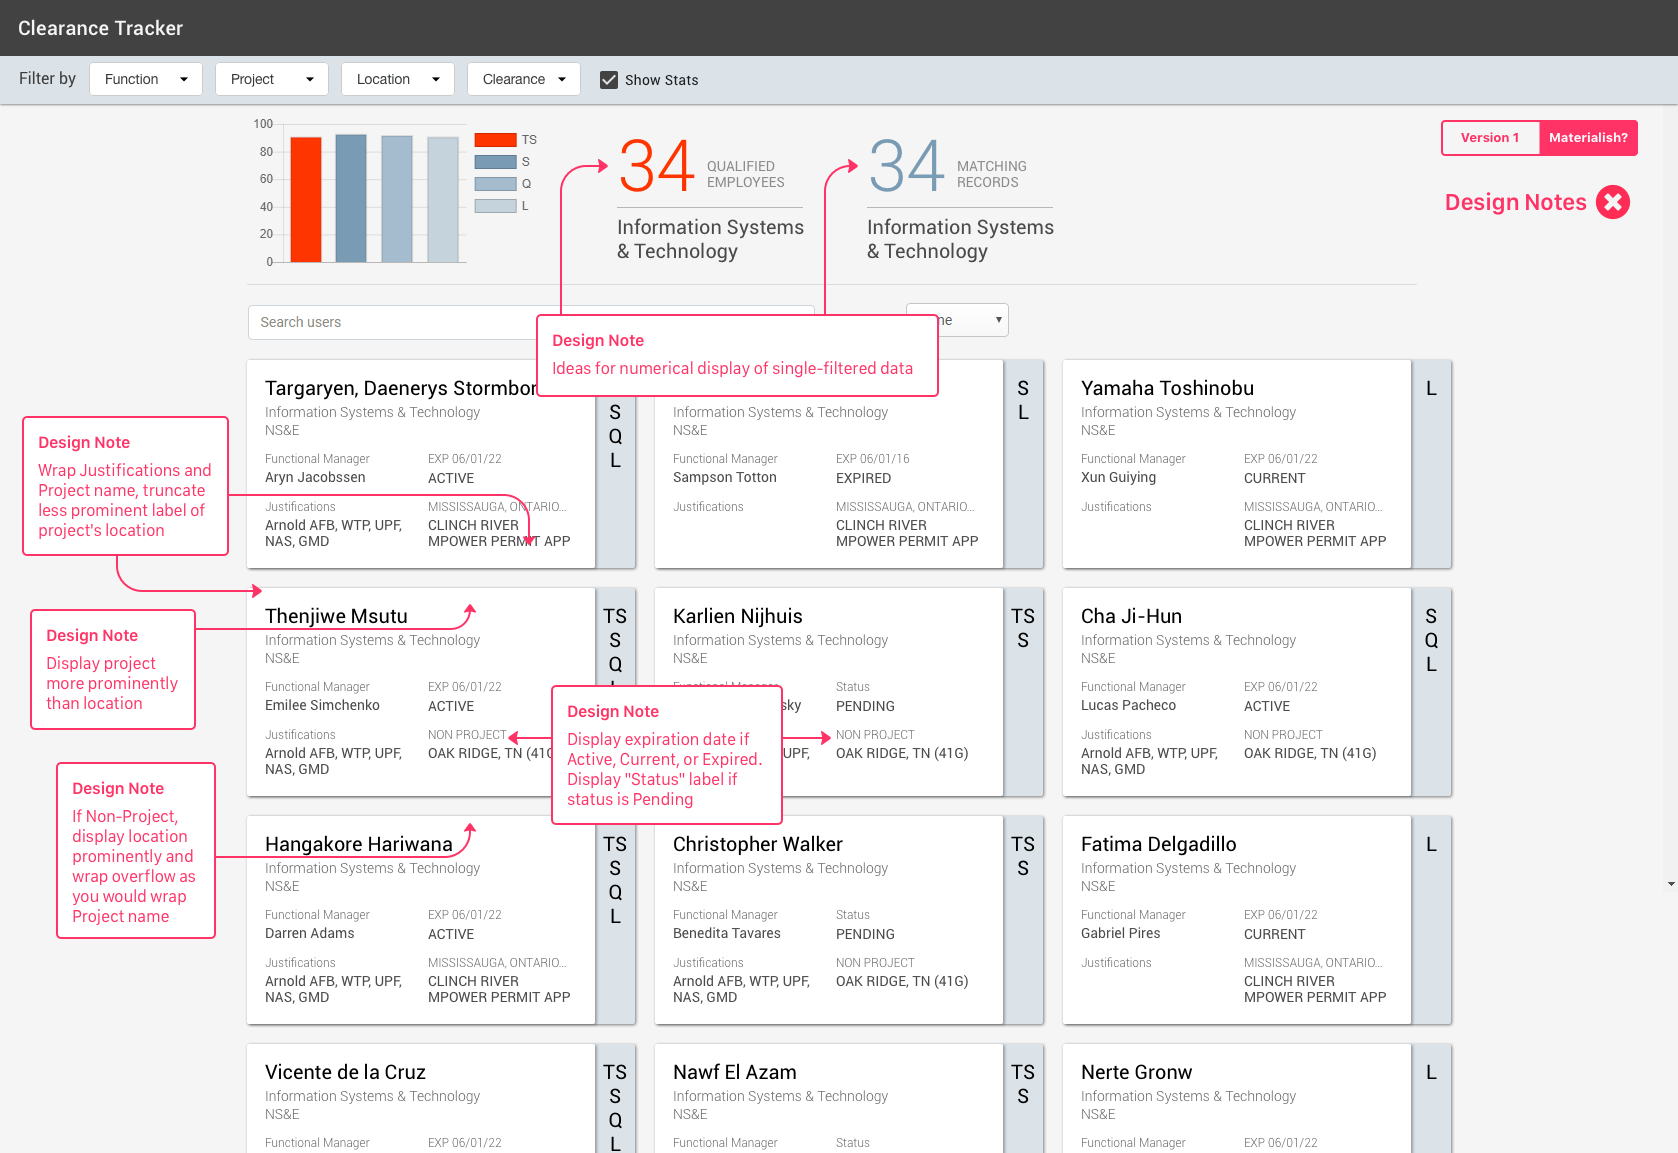 Clearance Tracker
Filter by Function Project Location Clearance Show Stats
100
80
60
40
20
0
TS
S
Q
L
34 QUALIFIED
EMPLOYEES
Information Systems
& Technology
34 MATCHING
RECORDS
Information Systems
& Technology
Version 1 Materialish?
Design Notes
Search users
Design Note
Ideas for numerical display of single-filtered data
Targaryen, Daenerys Stormbor
Information Systems & Technology
NS&E
Functional Manager EXP 06/01/22
Aryn Jacobssen ACTIVE
Justifications MISSISSAUGA, ONTARIO...
Arnold AFB, WTP, UPF, CLINCH RIVER
NAS, GMD MPOWER PERMIT APP
S
Q
L
Information Systems & Technology
NS&E
Functional Manager EXP 06/01/16
Sampson Totton EXPIRED
Justifications MISSISSAUGA, ONTARIO...
CLINCH RIVER
MPOWER PERMIT APP
S
L
Yamaha Toshinobu
Information Systems & Technology
NS&E
Functional Manager EXP 06/01/22
Xun Guiying CURRENT
Justifications MISSISSAUGA, ONTARIO...
CLINCH RIVER
MPOWER PERMIT APP
L
Design Note
Wrap Justifications and
Project name, truncate
less prominent label of
project's location
Design Note
Display project
more prominently
than location
Design Note
If Non-Project,
display location
prominently and
wrap overflow as
you would wrap
Project name
Thenjiwe Msutu
Information Systems & Technology
NS&E
Functional Manager EXP 06/01/22
Emilee Simchenko ACTIVE
Justifications NON PROJECT
Arnold AFB, WTP, UPF, OAK RIDGE, TN (41G
NAS, GMD
TS
S
Q
Design Note
Display expiration date if
Active, Current, or Expired.
Display "Status" label if
status is Pending
Karlien Nijhuis
Information Systems & Technology
NS&E
Status
sky PENDING
NON PROJECT
UPF, OAK RIDGE, TN (41G)
TS
S
Cha Ji-Hun
Information Systems & Technology
NS&E
Functional Manager EXP 06/01/22
Lucas Pacheco ACTIVE
Justifications NON PROJECT
Arnold AFB, WTP, UPF, OAK RIDGE, TN (41G)
NAS, GMD
S
Q
L
Hangakore Hariwana
Information Systems & Technology
NS&E
Functional Manager EXP 06/01/22
Darren Adams ACTIVE
Justifications MISSISSAUGA, ONTARIO...
Arnold AFB, WTP, UPF, CLINCH RIVER
NAS, GMD MPOWER PERMIT APP
TS
S
Q
L
Christopher Walker
Information Systems & Technology
NS&E
Functional Manager Status
Benedita Tavares PENDING
Justifications NON PROJECT
Arnold AFB, WTP, UPF, OAK RIDGE, TN (41G)
NAS, GMD
TS
S
Fatima Delgadillo
Information Systems & Technology
NS&E
Functional Manager EXP 06/01/22
Gabriel Pires CURRENT
Justifications MISSISSAUGA, ONTARIO...
CLINCH RIVER
MPOWER PERMIT APP
L
Vicente de la Cruz
Information Systems & Technology
NS&E
Functional Manager EXP 06/01/22
TS
S
Q
L
Nawf El Azam
Information Systems & Technology
NS&E
Functional Manager Status
TS
S
Nerte Gronw
Information Systems & Technology
NS&E
Functional Manager EXP 06/01/22
L